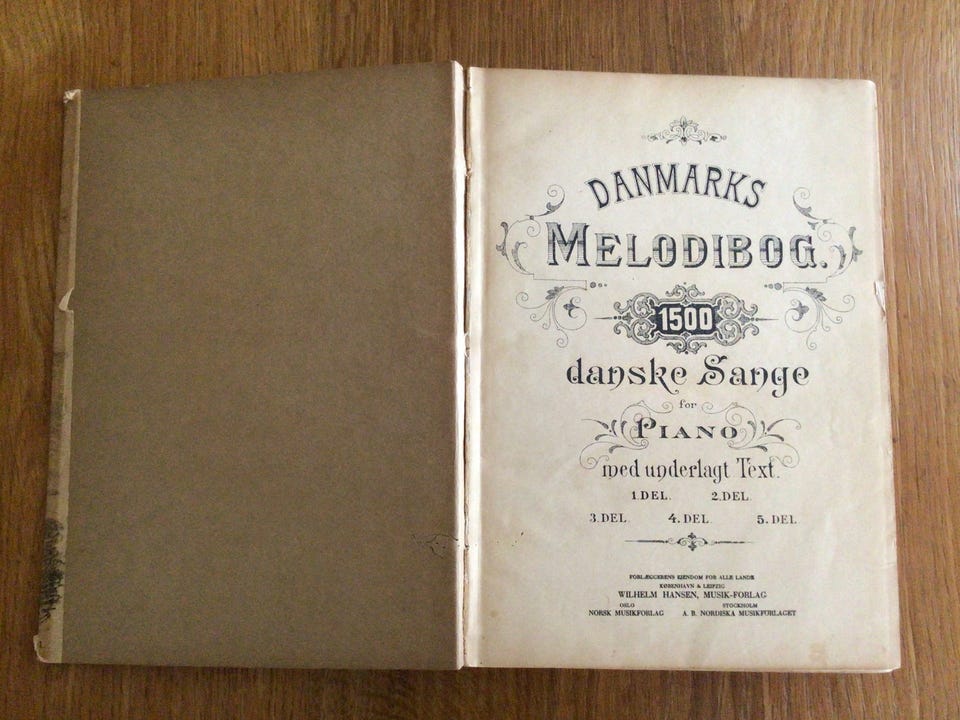 DANMARKS
MELODIBOG.
1500
danske Sange
for
PIANO
med underlagt Text.
1 DEL. 2. DEL.
3. DEL. 4. DEL. 5. DEL.
FORLÆGGERENS EJENDOM FOR ALLE LANDE
KØBENHAVN & LEIPZIG
WILHELM HANSEN, MUSIK-FORLAG
OSLO STOCKHOLM
NORSK MUSIKFORLAG A. B. NORDISKA MUSIKFÖRLAGET